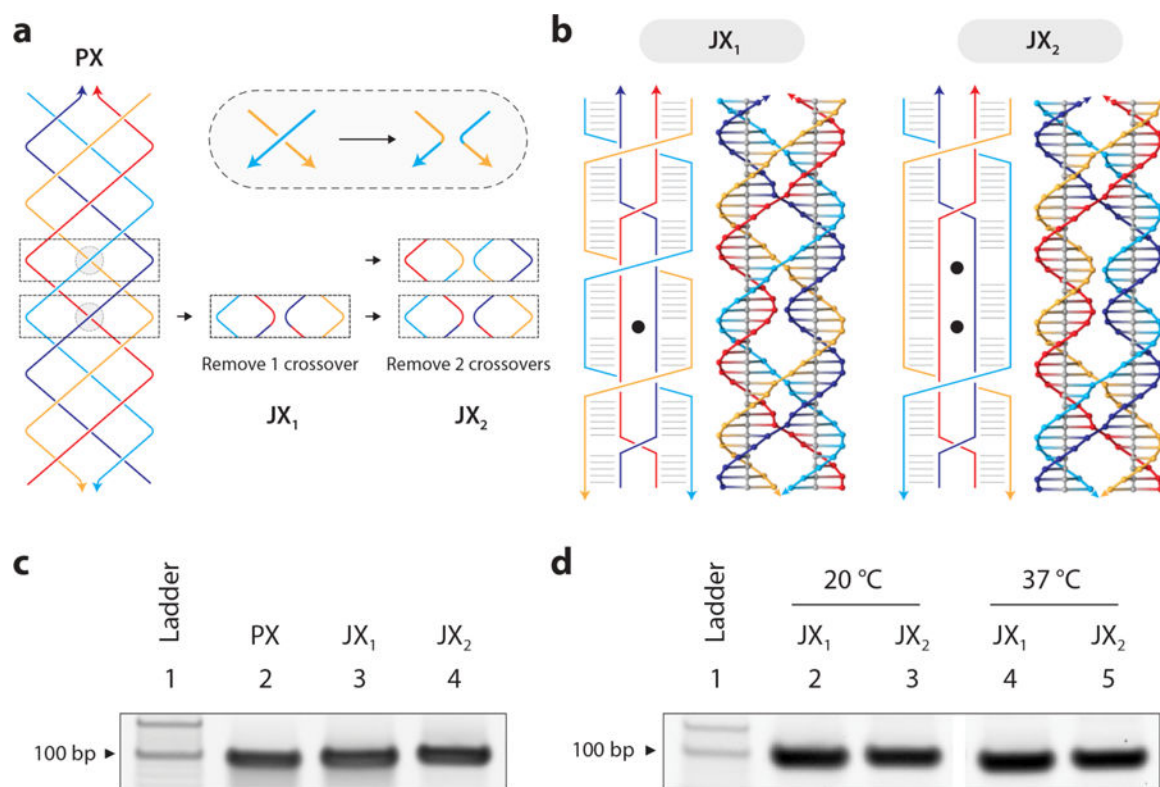 a
PX
Remove 1 crossover
Remove 2 crossovers
JX₁
JX₂
b
JX₁
JX₂
c
Ladder
PX
JX₁
JX₂
1
2
3
4
100 bp
d
Ladder
20 °C
37 °C
JX₁
JX₂
JX₁
JX₂
1
2
3
4
5
100 bp